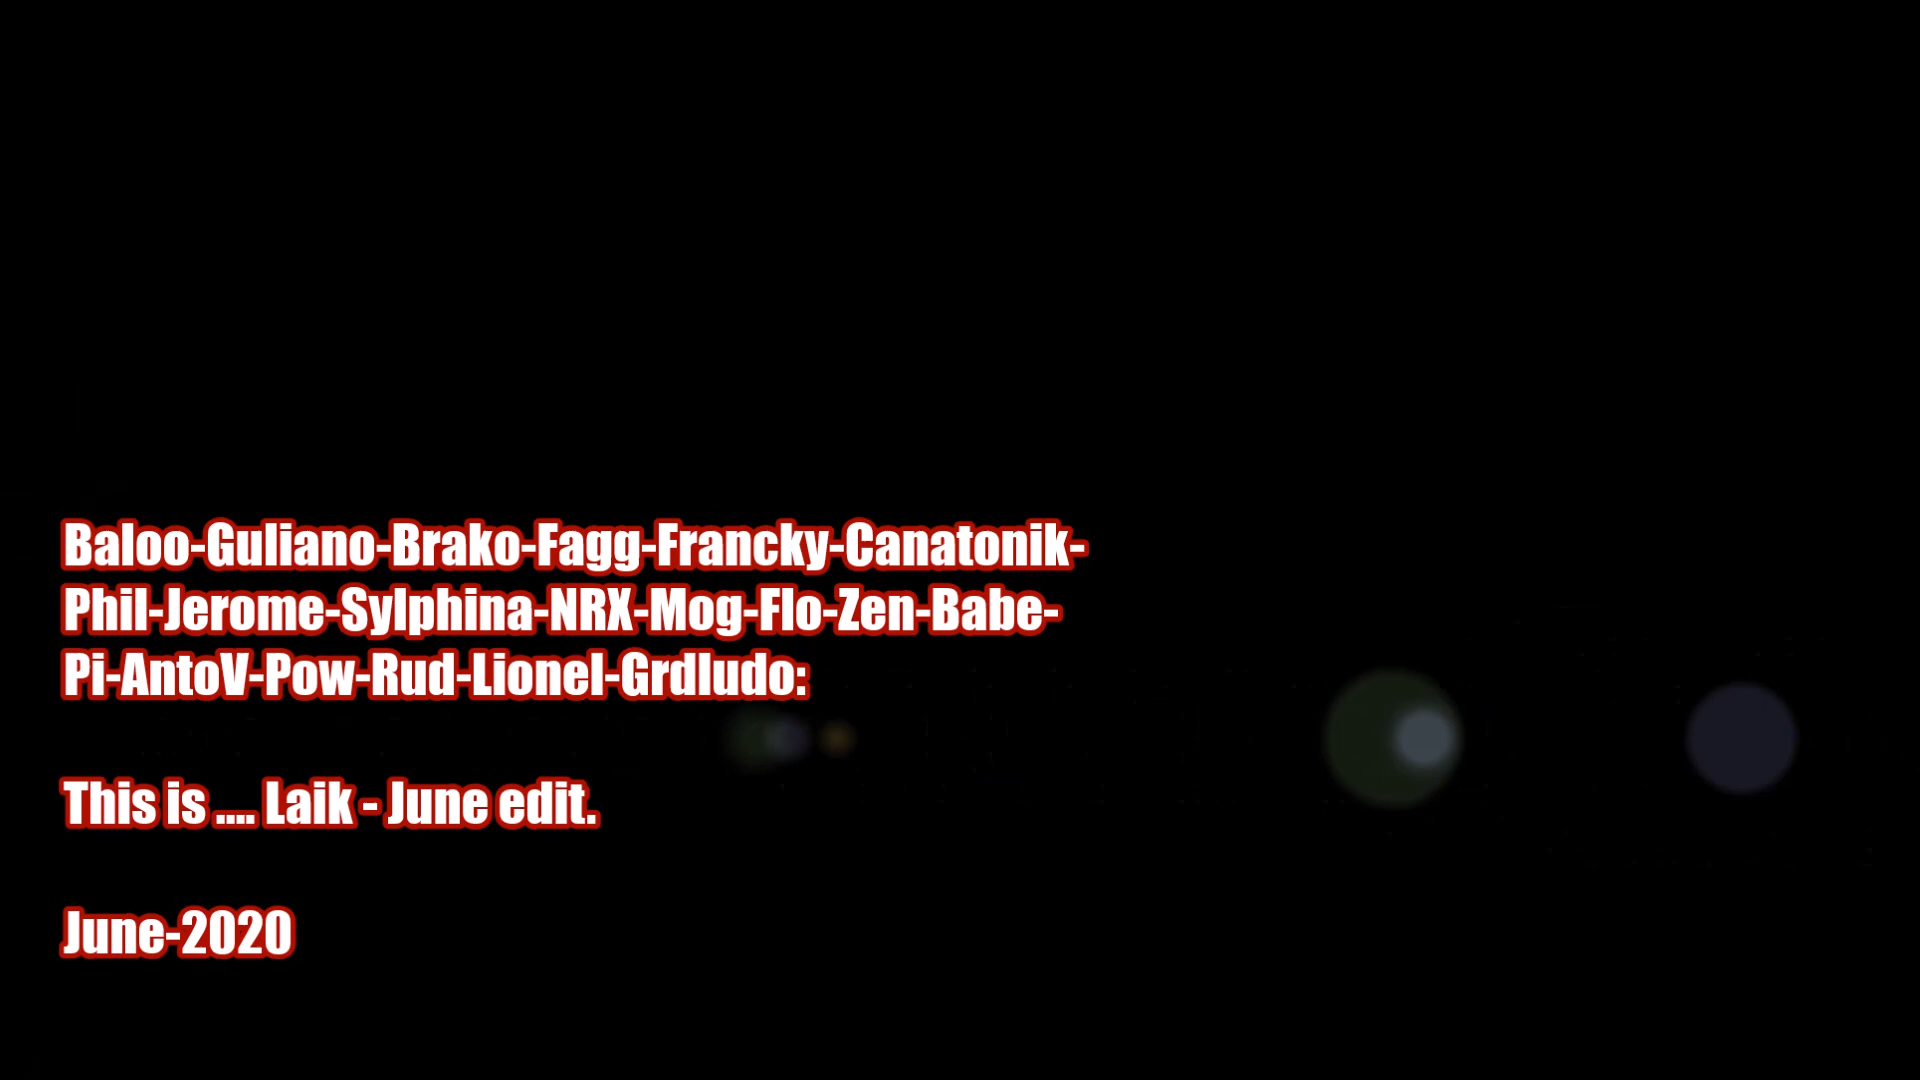 Baloo-Guliano-Brako-Fagg-Francky-Canatonik-
Phil-Jerome-Sylphina-NRX-Mog-Flo-Zen-Babe-
Pi-AntoV-Pow-Rud-Lionel-Grdludo:
This is .... Laik - June edit.
June-2020